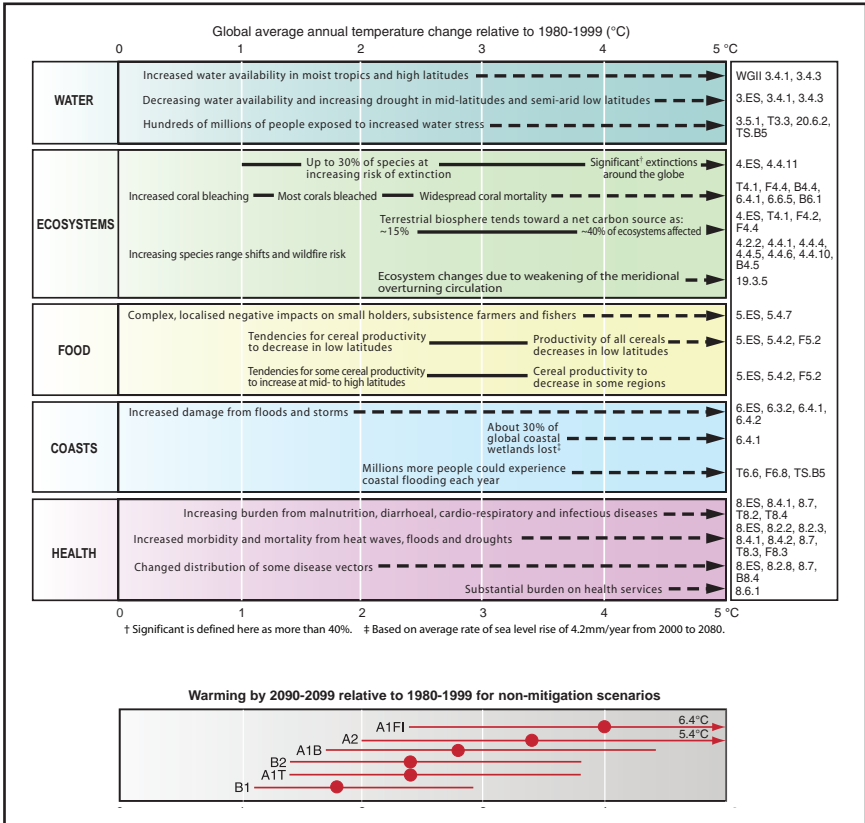 Global average annual temperature change relative to 1980-1999 (°C)
0 1 2 3 4 5 °C
WATER
Increased water availability in moist tropics and high latitudes
WGII 3.4.1, 3.4.3
Decreasing water availability and increasing drought in mid-latitudes and semi-arid low latitudes
3.ES, 3.4.1, 3.4.3
Hundreds of millions of people exposed to increased water stress
3.5.1, T3.3, 20.6.2,
TS.B5
ECOSYSTEMS
Up to 30% of species at
increasing risk of extinction
Significant† extinctions
around the globe
4.ES, 4.4.11
Increased coral bleaching Most corals bleached Widespread coral mortality
T4.1, F4.4, B4.4,
6.4.1, 6.6.5, B6.1
Terrestrial biosphere tends toward a net carbon source as:
~15% ~40% of ecosystems affected
4.ES, T4.1, F4.2,
F4.4
Increasing species range shifts and wildfire risk
4.2.2, 4.4.1, 4.4.4,
4.4.5, 4.4.6, 4.4.10,
B4.5
Ecosystem changes due to weakening of the meridional
overturning circulation
19.3.5
FOOD
Complex, localised negative impacts on small holders, subsistence farmers and fishers
5.ES, 5.4.7
Tendencies for cereal productivity
to decrease in low latitudes
Productivity of all cereals
decreases in low latitudes
5.ES, 5.4.2, F5.2
Tendencies for some cereal productivity
to increase at mid- to high latitudes
Cereal productivity to
decrease in some regions
5.ES, 5.4.2, F5.2
COASTS
Increased damage from floods and storms
6.ES, 6.3.2, 6.4.1,
6.4.2
About 30% of
global coastal
wetlands lost‡
6.4.1
Millions more people could experience
coastal flooding each year
T6.6, F6.8, TS.B5
HEALTH
Increasing burden from malnutrition, diarrhoeal, cardio-respiratory and infectious diseases
8.ES, 8.4.1, 8.7,
T8.2, T8.4
Increased morbidity and mortality from heat waves, floods and droughts
8.ES, 8.2.2, 8.2.3,
8.4.1, 8.4.2, 8.7,
T8.3, F8.3
Changed distribution of some disease vectors
8.ES, 8.2.8, 8.7,
B8.4
Substantial burden on health services
8.6.1
0 1 2 3 4 5 °C
† Significant is defined here as more than 40%. ‡ Based on average rate of sea level rise of 4.2mm/year from 2000 to 2080.
Warming by 2090-2099 relative to 1980-1999 for non-mitigation scenarios
A1FI 6.4°C
A2 5.4°C
A1B
B2
A1T
B1